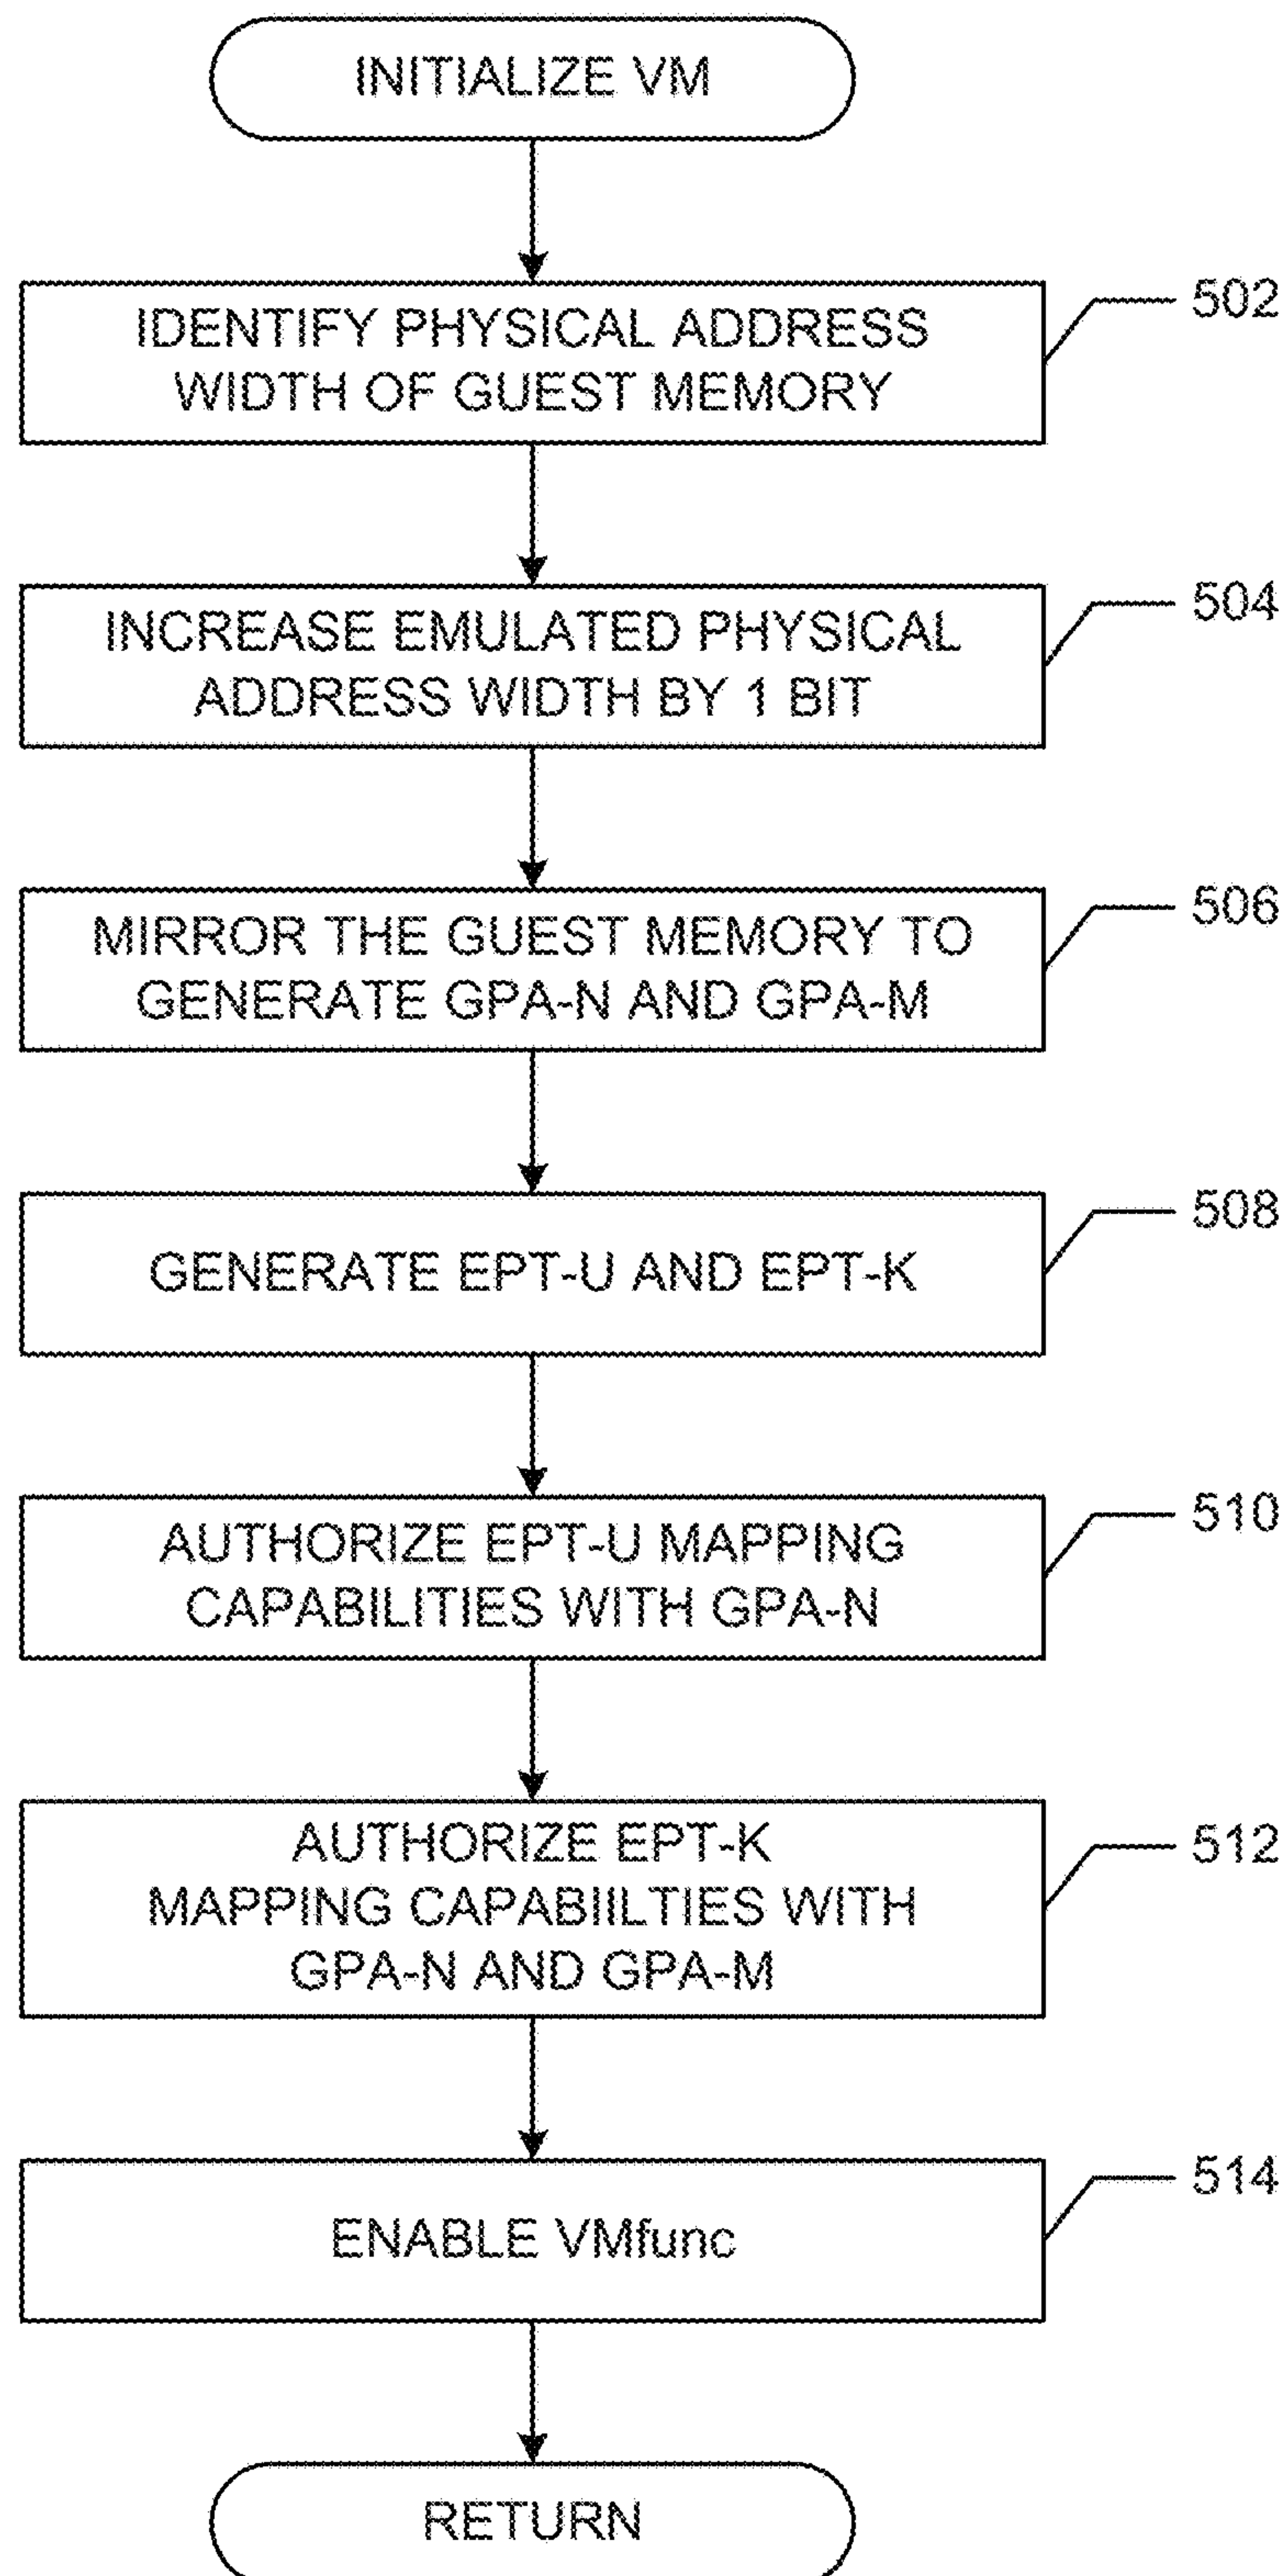 INITIALIZE VM
IDENTIFY PHYSICAL ADDRESS
WIDTH OF GUEST MEMORY
502
INCREASE EMULATED PHYSICAL
ADDRESS WIDTH BY 1 BIT
504
MIRROR THE GUEST MEMORY TO
GENERATE GPA-N AND GPA-M
506
GENERATE EPT-U AND EPT-K
508
AUTHORIZE EPT-U MAPPING
CAPABILITIES WITH GPA-N
510
AUTHORIZE EPT-K
MAPPING CAPABIILTIES WITH
GPA-N AND GPA-M
512
ENABLE VMfunc
514
RETURN